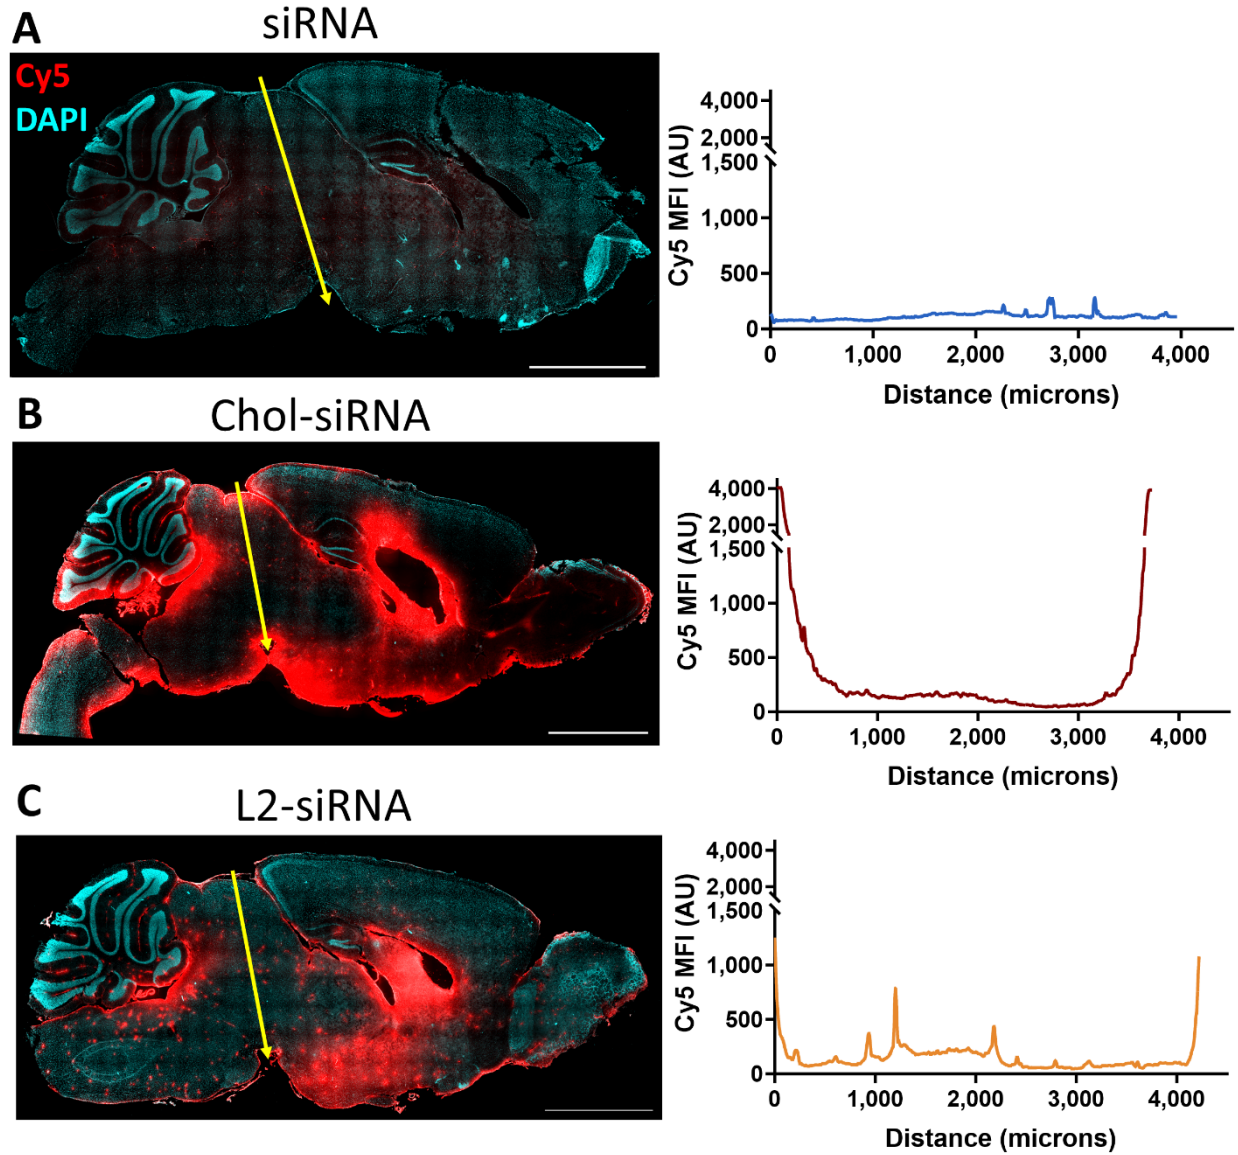 A
siRNA
Cy5
DAPI
Cy5 MFI (AU)
4,000
2,000
1,500
1,000
500
0
0 1,000 2,000 3,000 4,000
Distance (microns)
B
Chol-siRNA
Cy5 MFI (AU)
4,000
2,000
1,500
1,000
500
0
0 1,000 2,000 3,000 4,000
Distance (microns)
C
L2-siRNA
Cy5 MFI (AU)
4,000
2,000
1,500
1,000
500
0
0 1,000 2,000 3,000 4,000
Distance (microns)